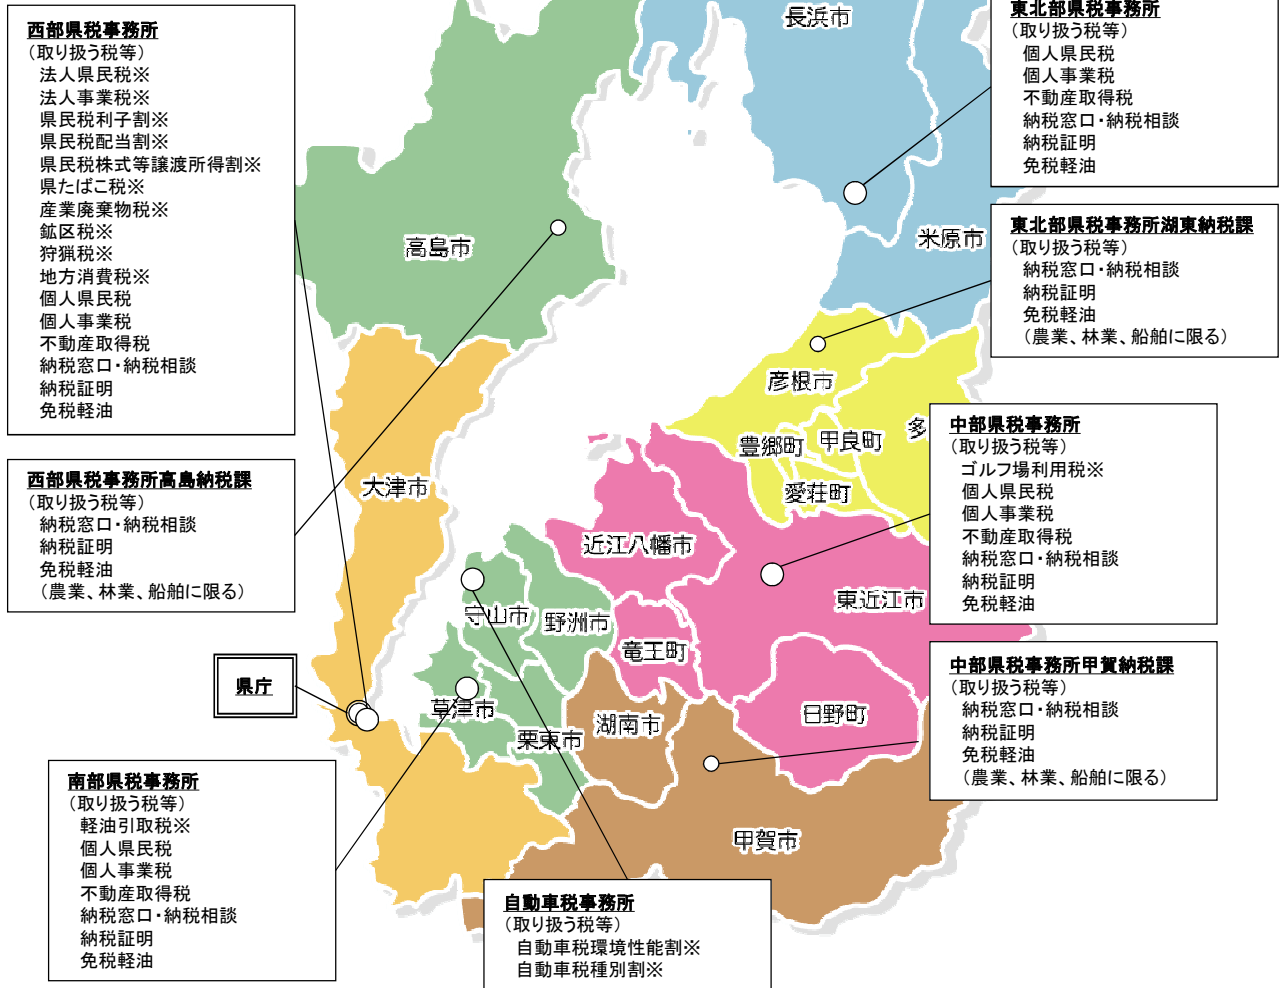 西部県税事務所
(取り扱う税等)
法人県民税※
法人事業税※
県民税利子割※
県民税配当割※
県民税株式等譲渡所得割※
県たばこ税※
産業廃棄物税※
鉱区税※
狩猟税※
地方消費税※
個人県民税
個人事業税
不動産取得税
納税窓口・納税相談
納税証明
免税軽油
西部県税事務所高島納税課
(取り扱う税等)
納税窓口・納税相談
納税証明
免税軽油
(農業、林業、船舶に限る)
県庁
南部県税事務所
(取り扱う税等)
軽油引取税※
個人県民税
個人事業税
不動産取得税
納税窓口・納税相談
納税証明
免税軽油
長浜市
高島市
米原市
彦根市
豊郷町
甲良町
多
愛荘町
大津市
近江八幡市
東近江市
守山市
野洲市
竜王町
草津市
栗東市
湖南市
日野町
甲賀市
自動車税事務所
(取り扱う税等)
自動車税環境性能割※
自動車税種別割※
東北部県税事務所
(取り扱う税等)
個人県民税
個人事業税
不動産取得税
納税窓口・納税相談
納税証明
免税軽油
東北部県税事務所湖東納税課
(取り扱う税等)
納税窓口・納税相談
納税証明
免税軽油
(農業、林業、船舶に限る)
中部県税事務所
(取り扱う税等)
ゴルフ場利用税※
個人県民税
個人事業税
不動産取得税
納税窓口・納税相談
納税証明
免税軽油
中部県税事務所甲賀納税課
(取り扱う税等)
納税窓口・納税相談
納税証明
免税軽油
(農業、林業、船舶に限る)